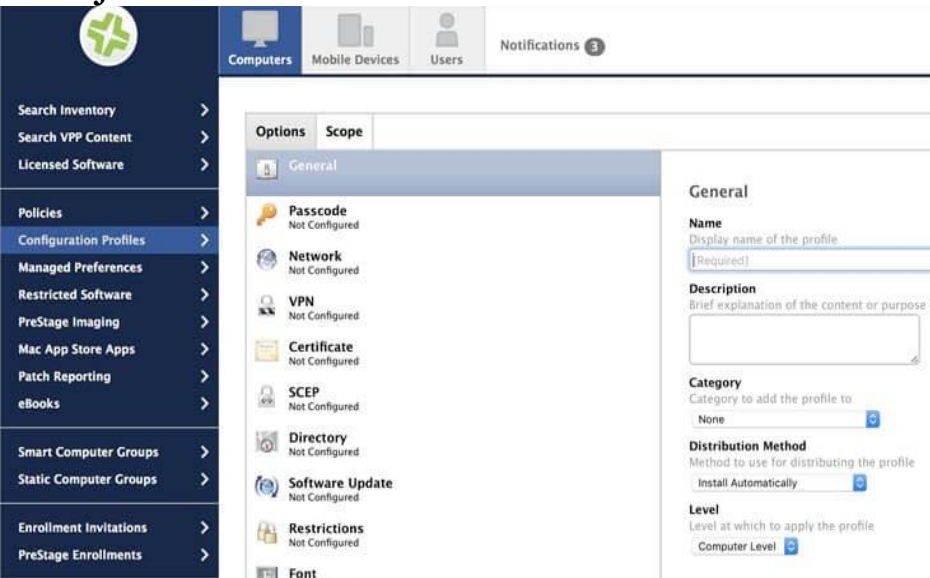 Computers
Mobile Devices
Users
Notifications 3
Search Inventory
Search VPP Content
Licensed Software
Policies
Configuration Profiles
Managed Preferences
Restricted Software
PreStage Imaging
Mac App Store Apps
Patch Reporting
eBooks
Smart Computer Groups
Static Computer Groups
Enrollment Invitations
PreStage Enrollments
Options
Scope
General
Passcode
Not Configured
Network
Not Configured
VPN
Not Configured
Certificate
Not Configured
SCEP
Not Configured
Directory
Not Configured
Software Update
Not Configured
Restrictions
Not Configured
Font
General
Name
Display name of the profile
[Required]
Description
Brief explanation of the content or purpose
Category
Category to add the profile to
None
Distribution Method
Method to use for distributing the profile
Install Automatically
Level
Level at which to apply the profile
Computer Level